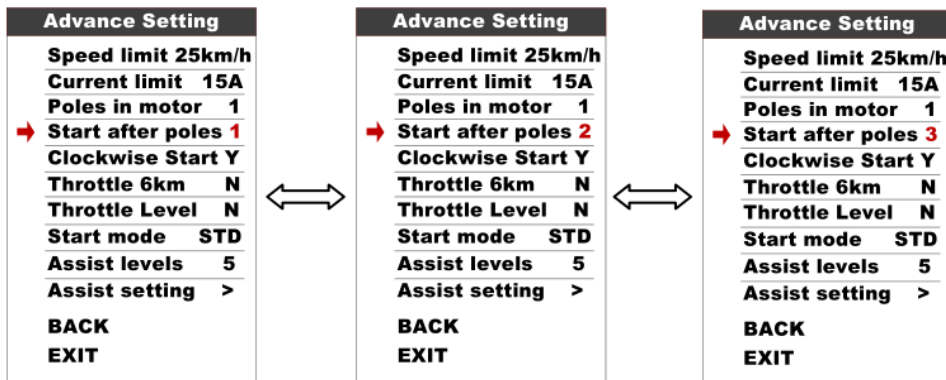 Advance Setting
Speed limit 25km/h
Current limit 15A
Poles in motor 1
Start after poles 1
Clockwise Start Y
Throttle 6km N
Throttle Level N
Start mode STD
Assist levels 5
Assist setting >
BACK
EXIT
Advance Setting
Speed limit 25km/h
Current limit 15A
Poles in motor 1
Start after poles 2
Clockwise Start Y
Throttle 6km N
Throttle Level N
Start mode STD
Assist levels 5
Assist setting >
BACK
EXIT
Advance Setting
Speed limit 25km/h
Current limit 15A
Poles in motor 1
Start after poles 3
Clockwise Start Y
Throttle 6km N
Throttle Level N
Start mode STD
Assist levels 5
Assist setting >
BACK
EXIT